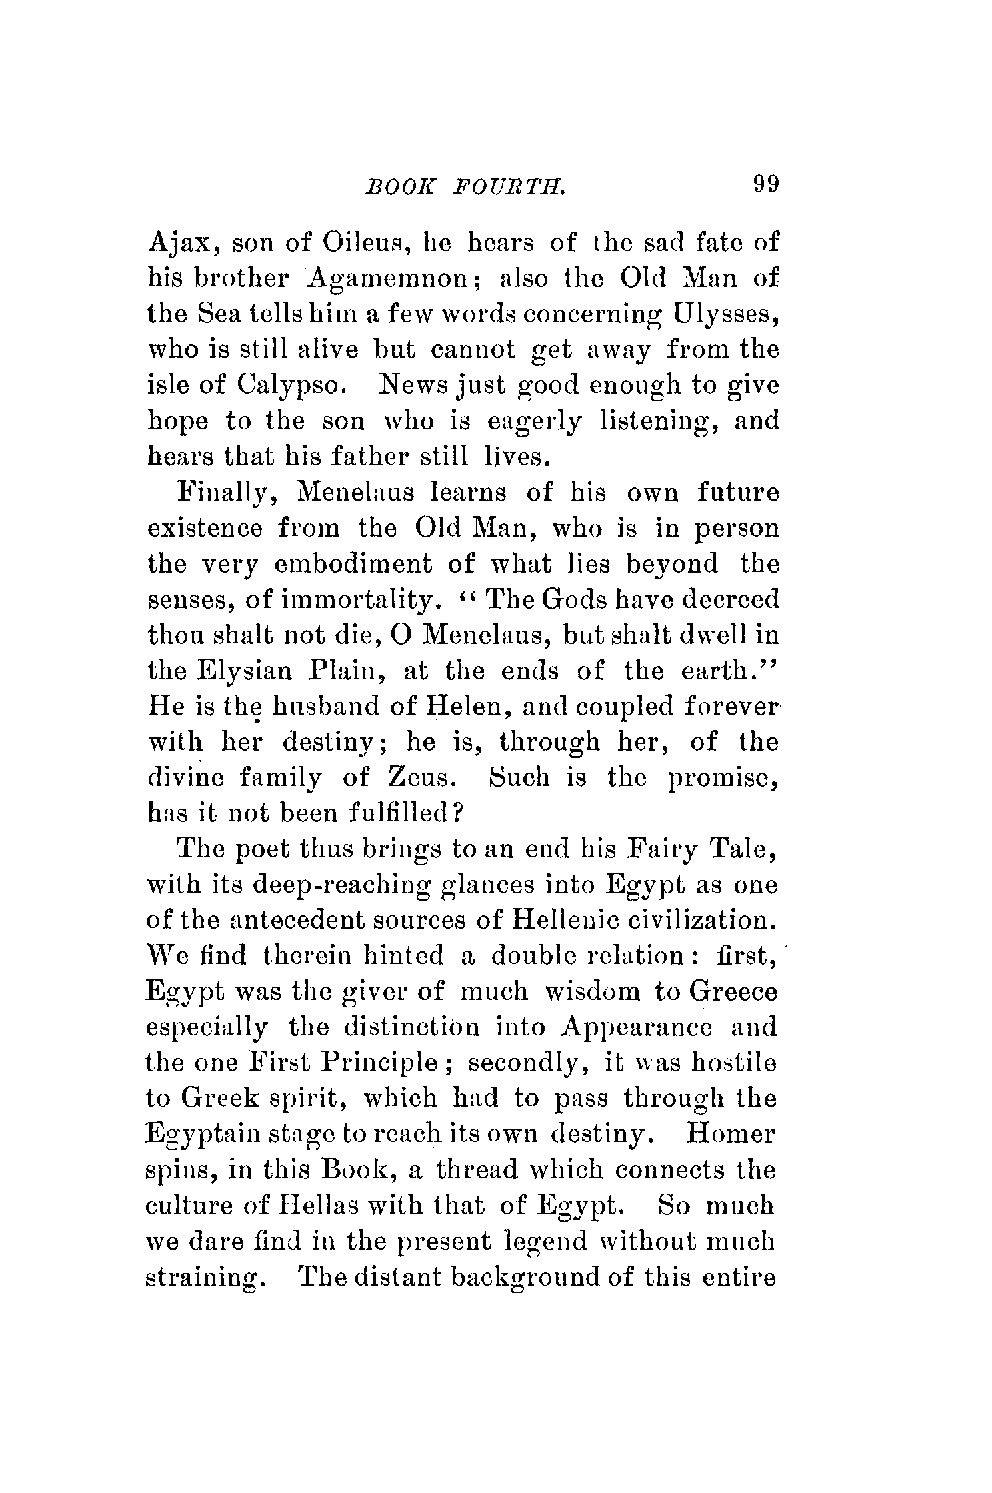 BOOK FOURTH. 99
Ajax, son of Oileus, he hears of the sad fate of
his brother Agamemnon; also the Old Man of
the Sea tells him a few words concerning Ulysses,
who is still alive but cannot get away from the
isle of Calypso. News just good enough to give
hope to the son who is eagerly listening, and
hears that his father still lives.
Finally, Menelaus learns of his own future
existence from the Old Man, who is in person
the very embodiment of what lies beyond the
senses, of immortality. “ The Gods have decreed
thou shalt not die, O Menelaus, but shalt dwell in
the Elysian Plain, at the ends of the earth.”
He is the husband of Helen, and coupled forever
with her destiny; he is, through her, of the
divine family of Zeus. Such is the promise,
has it not been fulfilled?
The poet thus brings to an end his Fairy Tale,
with its deep-reaching glances into Egypt as one
of the antecedent sources of Hellenic civilization.
We find therein hinted a double relation: first,
Egypt was the giver of much wisdom to Greece
especially the distinction into Appearance and
the one First Principle; secondly, it was hostile
to Greek spirit, which had to pass through the
Egyptain stage to reach its own destiny. Homer
spins, in this Book, a thread which connects the
culture of Hellas with that of Egypt. So much
we dare find in the present legend without much
straining. The distant background of this entire